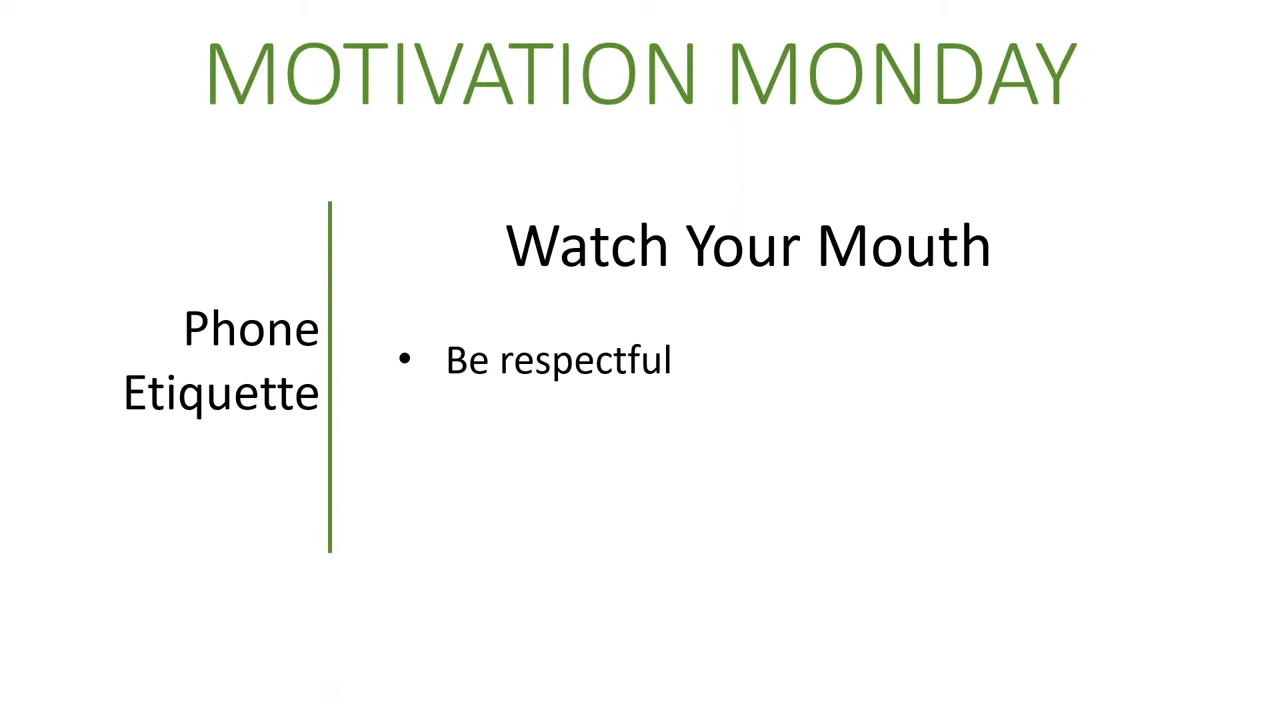 MOTIVATION MONDAY
Phone
Etiquette
Watch Your Mouth
• Be respectful